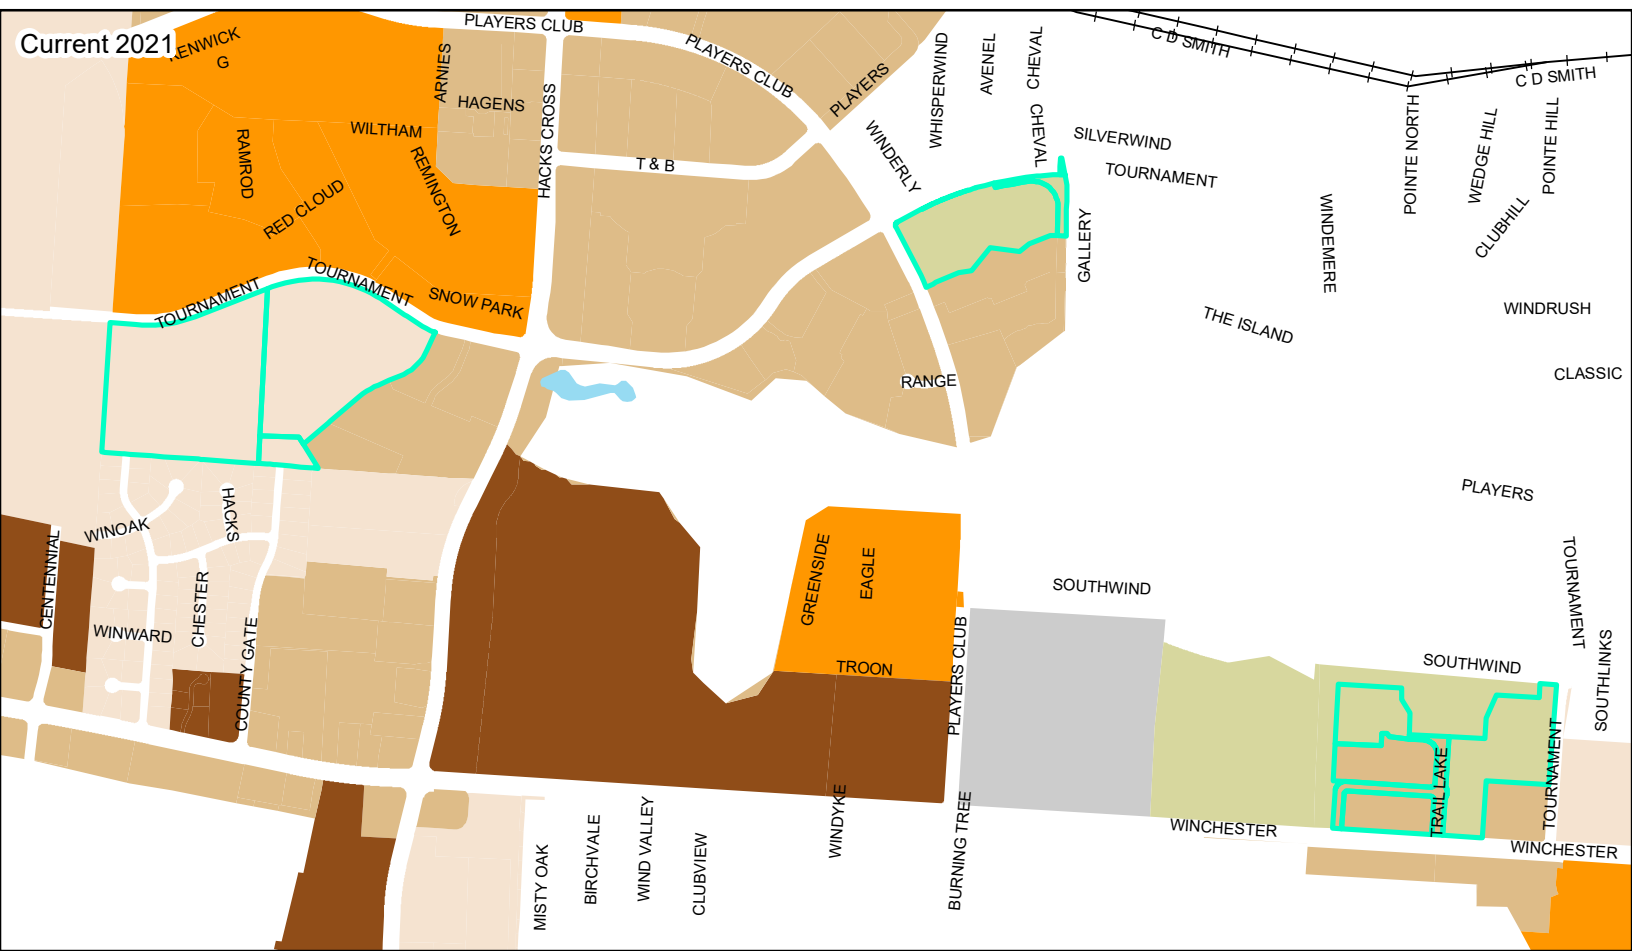 Current 2021
RENWICK
G
ARNIES
PLAYERS CLUB
PLAYERS CLUB
PLAYERS
WHISPERWIND
AVENEL
CHEVAL
CHEVAL
C D SMITH
C D SMITH
HAGENS
HACKS CROSS
WILTHAM
RAMROD
REMINGTON
RED CLOUD
T & B
WINDERLY
SILVERWIND
TOURNAMENT
GALLERY
POINTE NORTH
WEDGE HILL
POINTE HILL
CLUBHILL
WINDEMERE
TOURNAMENT
TOURNAMENT
SNOW PARK
THE ISLAND
WINDRUSH
CLASSIC
RANGE
PLAYERS
HACKS
WINOAK
CENTENNIAL
CHESTER
WINWARD
COUNTY GATE
GREENSIDE
EAGLE
TROON
PLAYERS CLUB
SOUTHWIND
SOUTHWIND
TOURNAMENT
SOUTHLINKS
TOURNAMENT
TRAIL LAKE
WINCHESTER
WINCHESTER
MISTY OAK
BIRCHVALE
WIND VALLEY
CLUBVIEW
WINDYKE
BURNING TREE